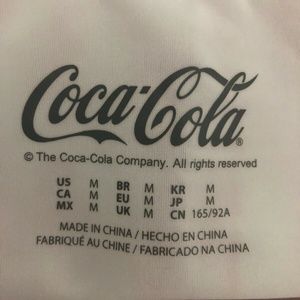 Coca-Cola®
© The Coca-Cola Company. All rights reserved
US M BR M KR M
CA M EU M JP M
MX M UK M CN 165/92A
MADE IN CHINA / HECHO EN CHINA
FABRIQUÉ AU CHINE / FABRICADO NA CHINA